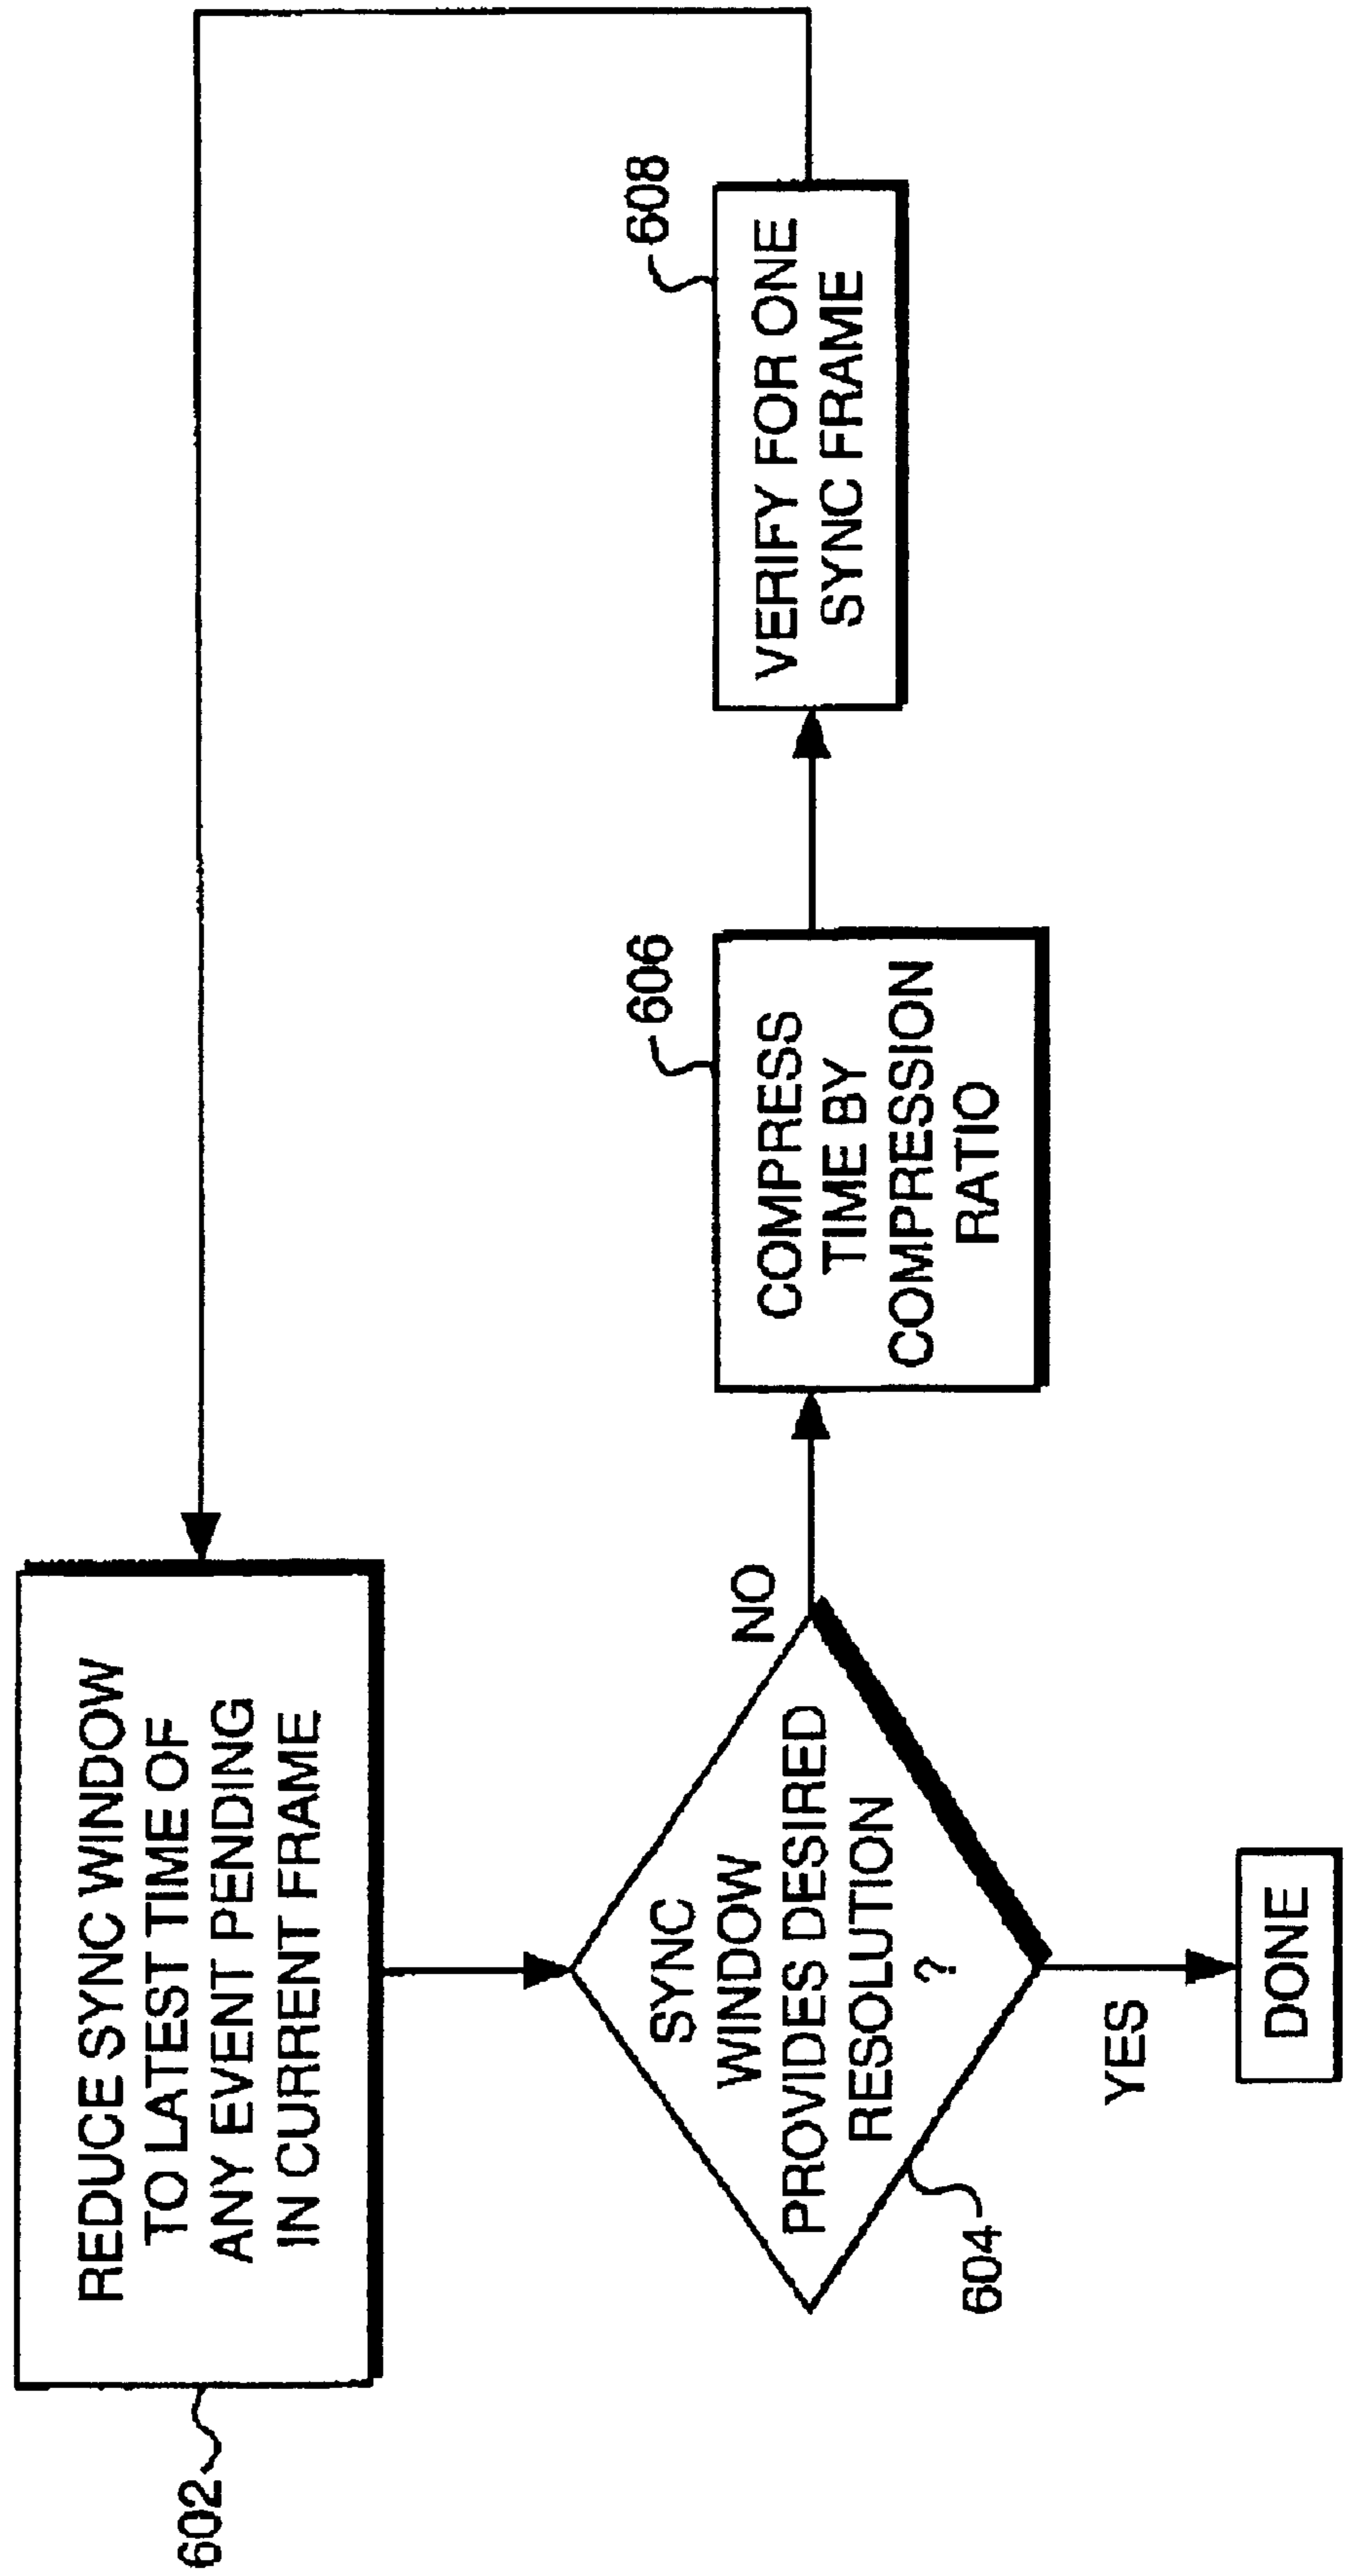 602
REDUCE SYNC WINDOW
TO LATEST TIME OF
ANY EVENT PENDING
IN CURRENT FRAME
604
SYNC
WINDOW
PROVIDES DESIRED
RESOLUTION
?
NO
YES
DONE
606
COMPRESS
TIME BY
COMPRESSION
RATIO
608
VERIFY FOR ONE
SYNC FRAME